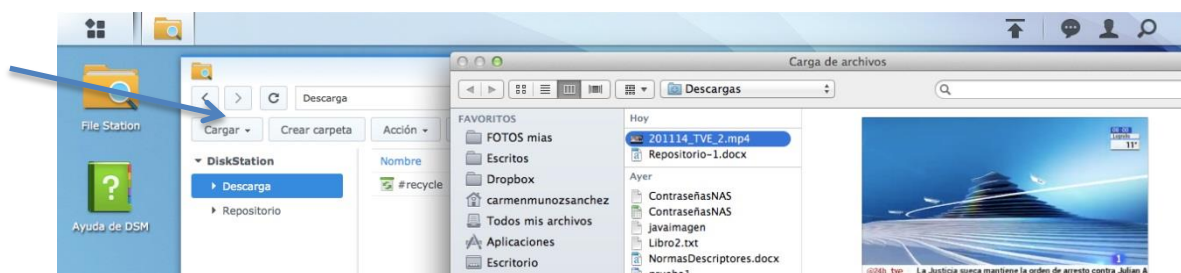 Carga de archivos
Descarga
Descargas
File Station
Cargar
Crear carpeta
Acción
DiskStation
Descarga
Repositorio
Nombre
#recycle
Ayuda de DSM
FAVORITOS
FOTOS mias
Escritos
Dropbox
carmenmunozsanchez
Todos mis archivos
Aplicaciones
Escritorio
Hoy
201114_TVE_2.mp4
Repositorio-1.docx
Ayer
ContraseñasNAS
ContraseñasNAS
javaimagen
Libro2.txt
NormasDescriptores.docx
11°
1
@24h_tve La Justicia sueca mantiene la orden de arresto contra Julian A